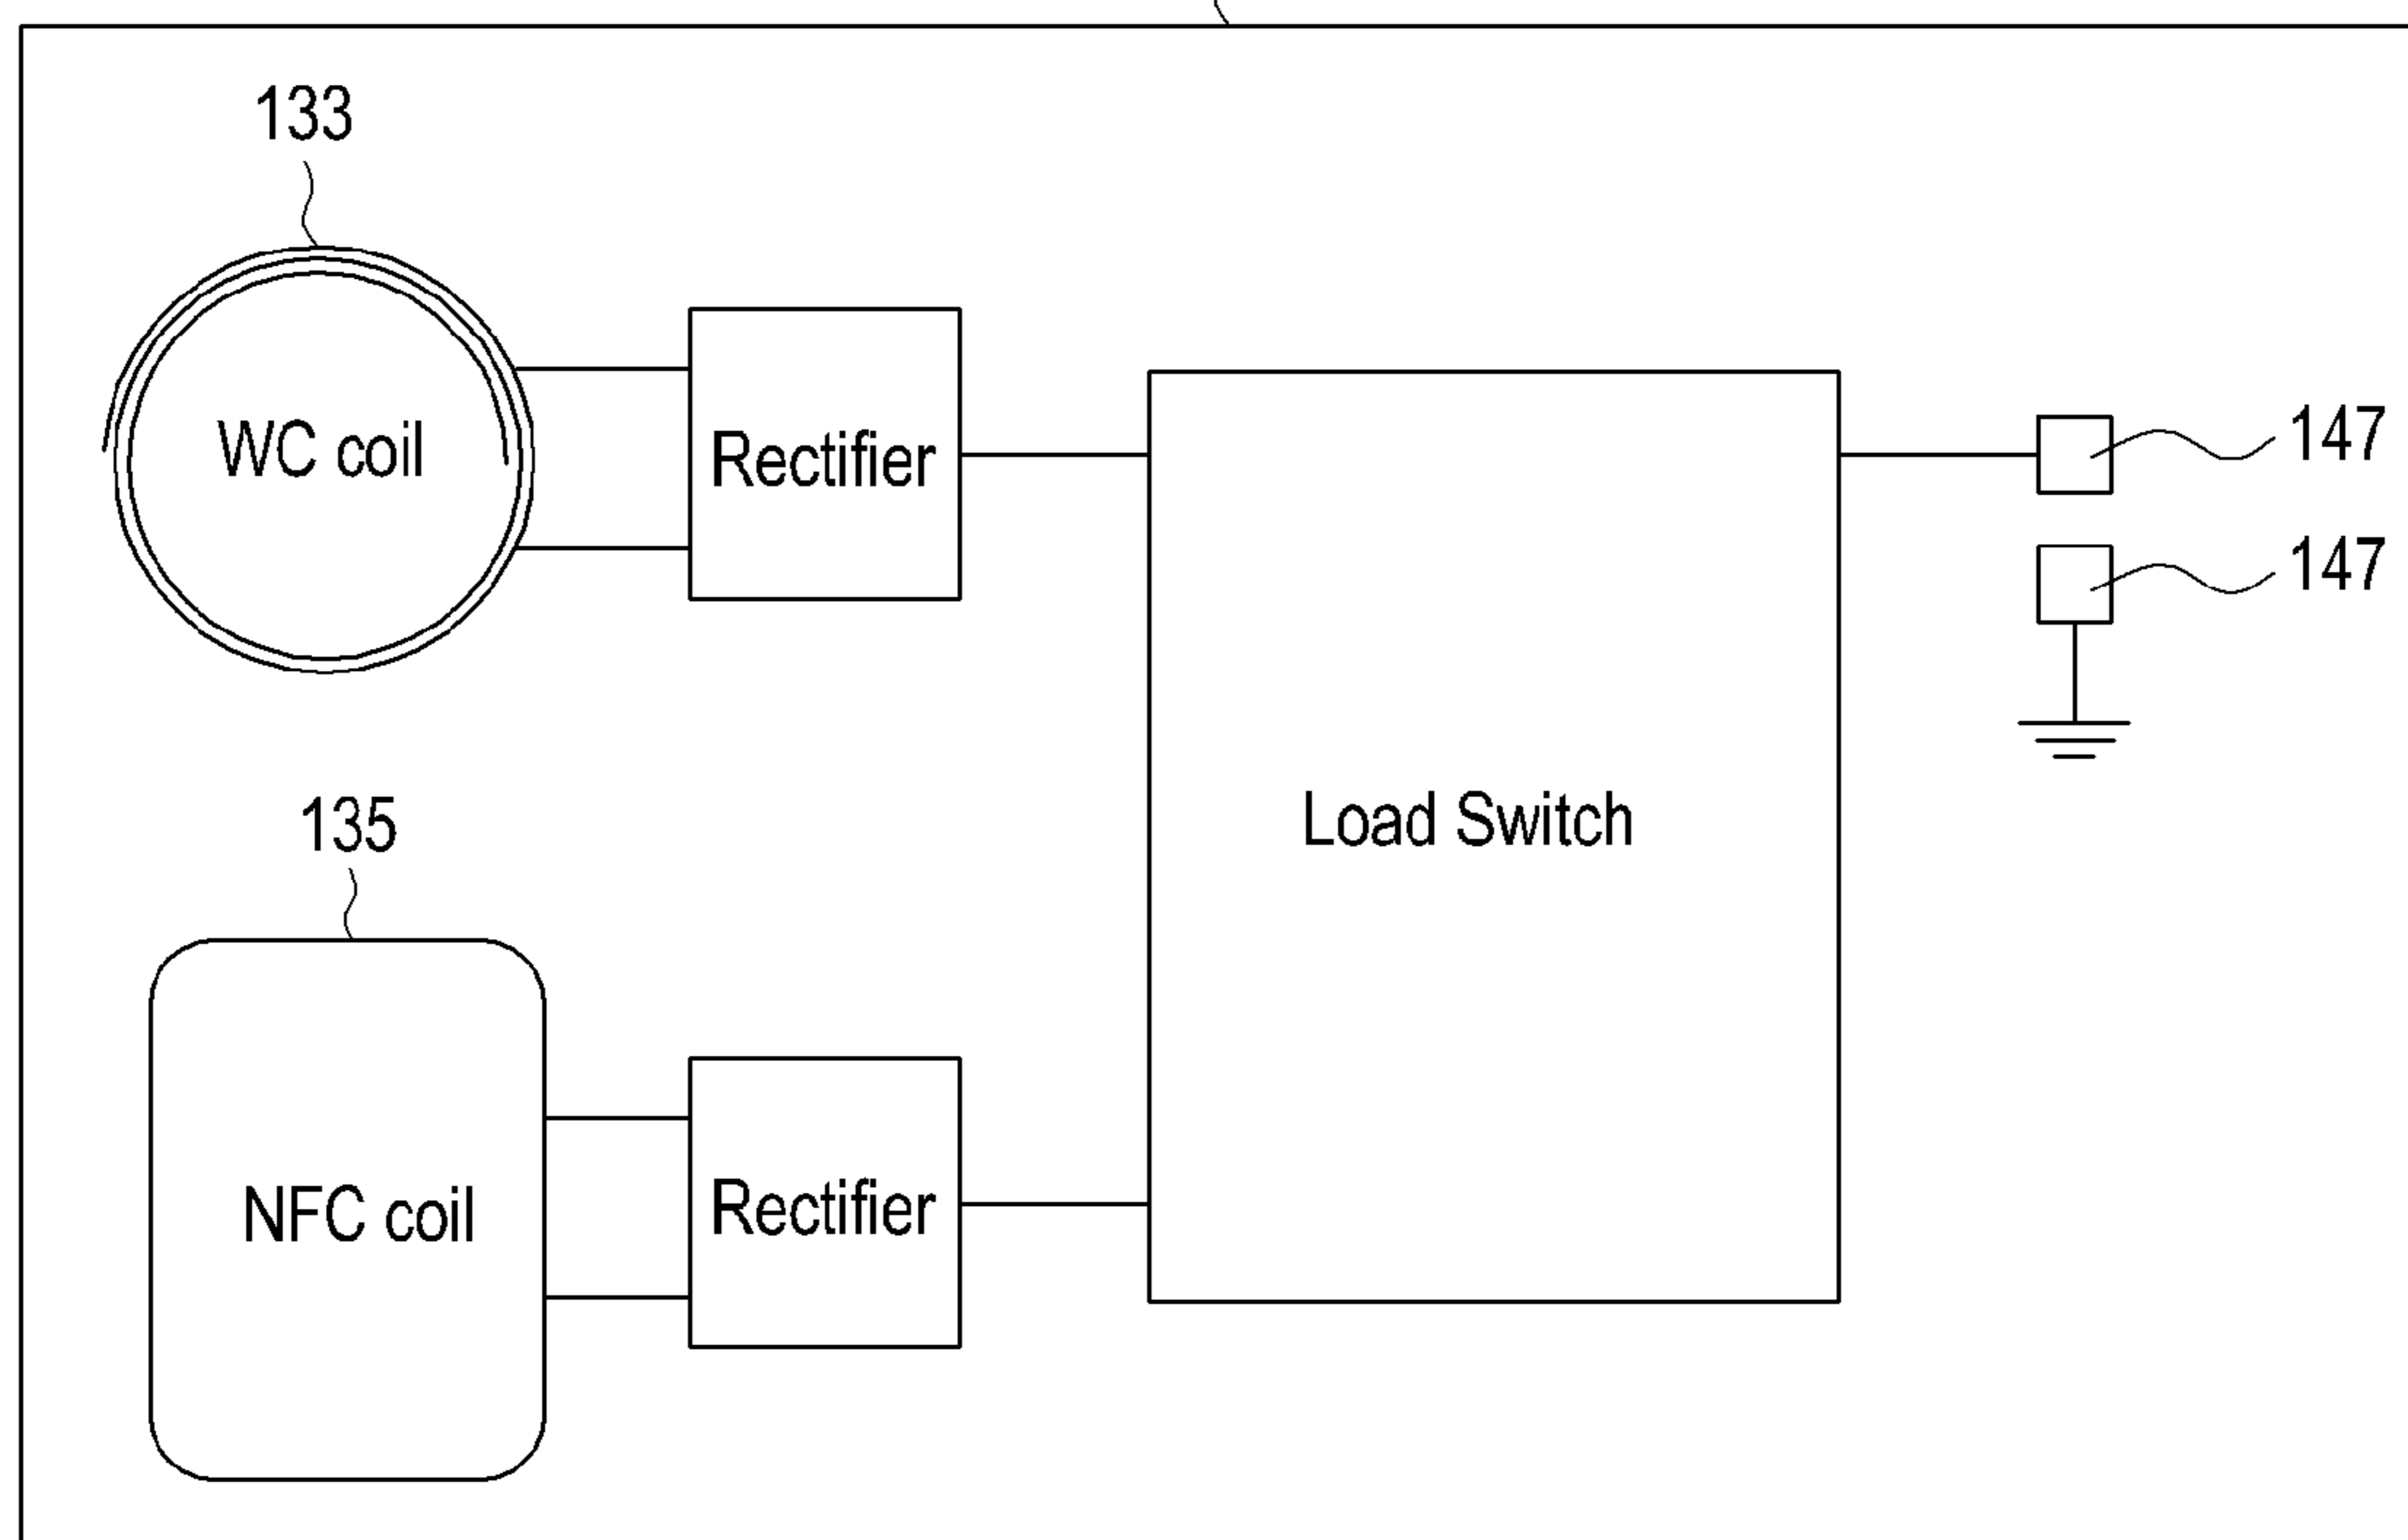 133
WC coil
Rectifier
147
147
Load Switch
135
NFC coil
Rectifier